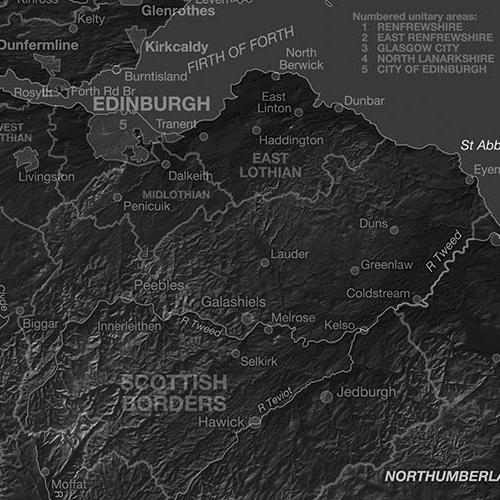 Kinross
Glenrothes
Kelty
Dunfermline
Kirkcaldy
FIRTH OF FORTH
Numbered unitary areas:
1 RENFREWSHIRE
2 EAST RENFREWSHIRE
3 GLASGOW CITY
4 NORTH LANARKSHIRE
5 CITY OF EDINBURGH
North
Berwick
Burntisland
Rosyth
Forth Rd Br
EDINBURGH
5
East
Linton
Dunbar
Tranent
WEST
THIAN
Haddington
St Abb
EAST
LOTHIAN
Livingston
Dalkeith
Eyem
MIDLOTHIAN
Penicuik
Duns
R Tweed
Lauder
Greenlaw
Peebles
Clyde
Galashiels
Coldstream
Biggar
Innerleithen
R Tweed
Melrose
Kelso
Selkirk
SCOTTISH
BORDERS
R Teviot
Jedburgh
Hawick
Moffat
R
NORTHUMBERLA